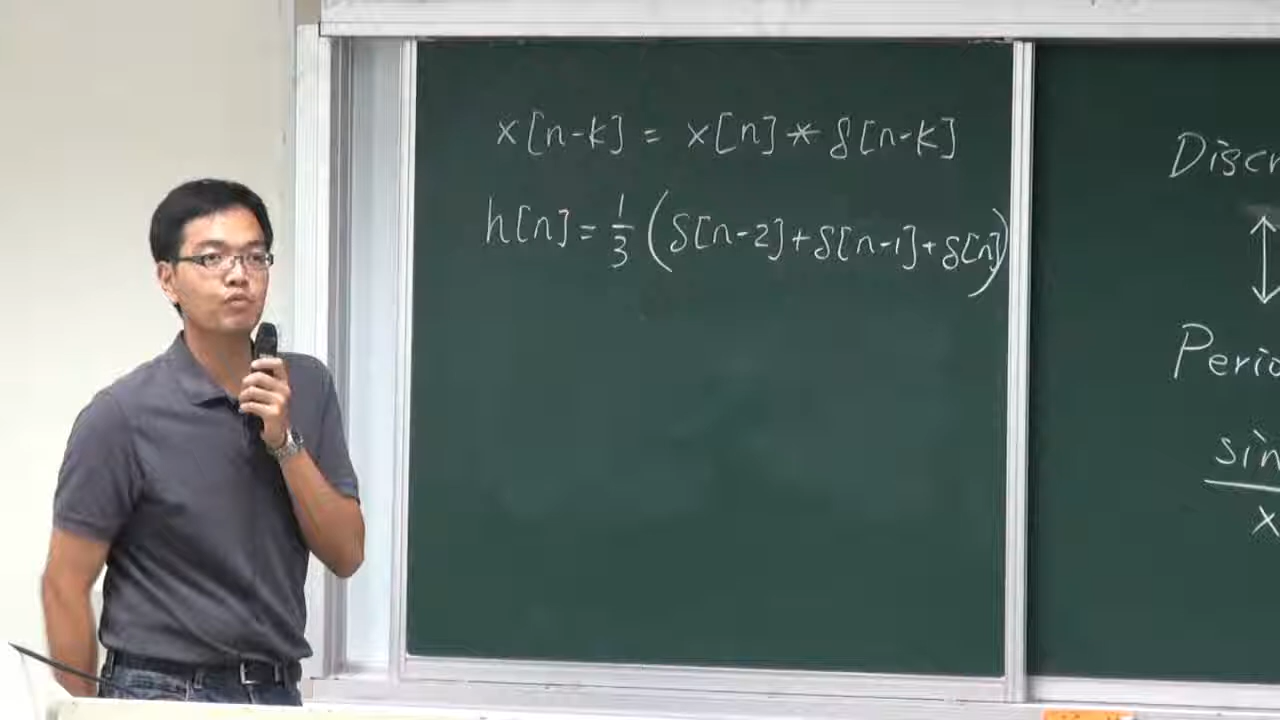 x[n-k] = x[n] * δ[n-k]
h[n] = 1/3 (δ[n-2] + δ[n-1] + δ[n])
Discr
↕
Perio
sin
x